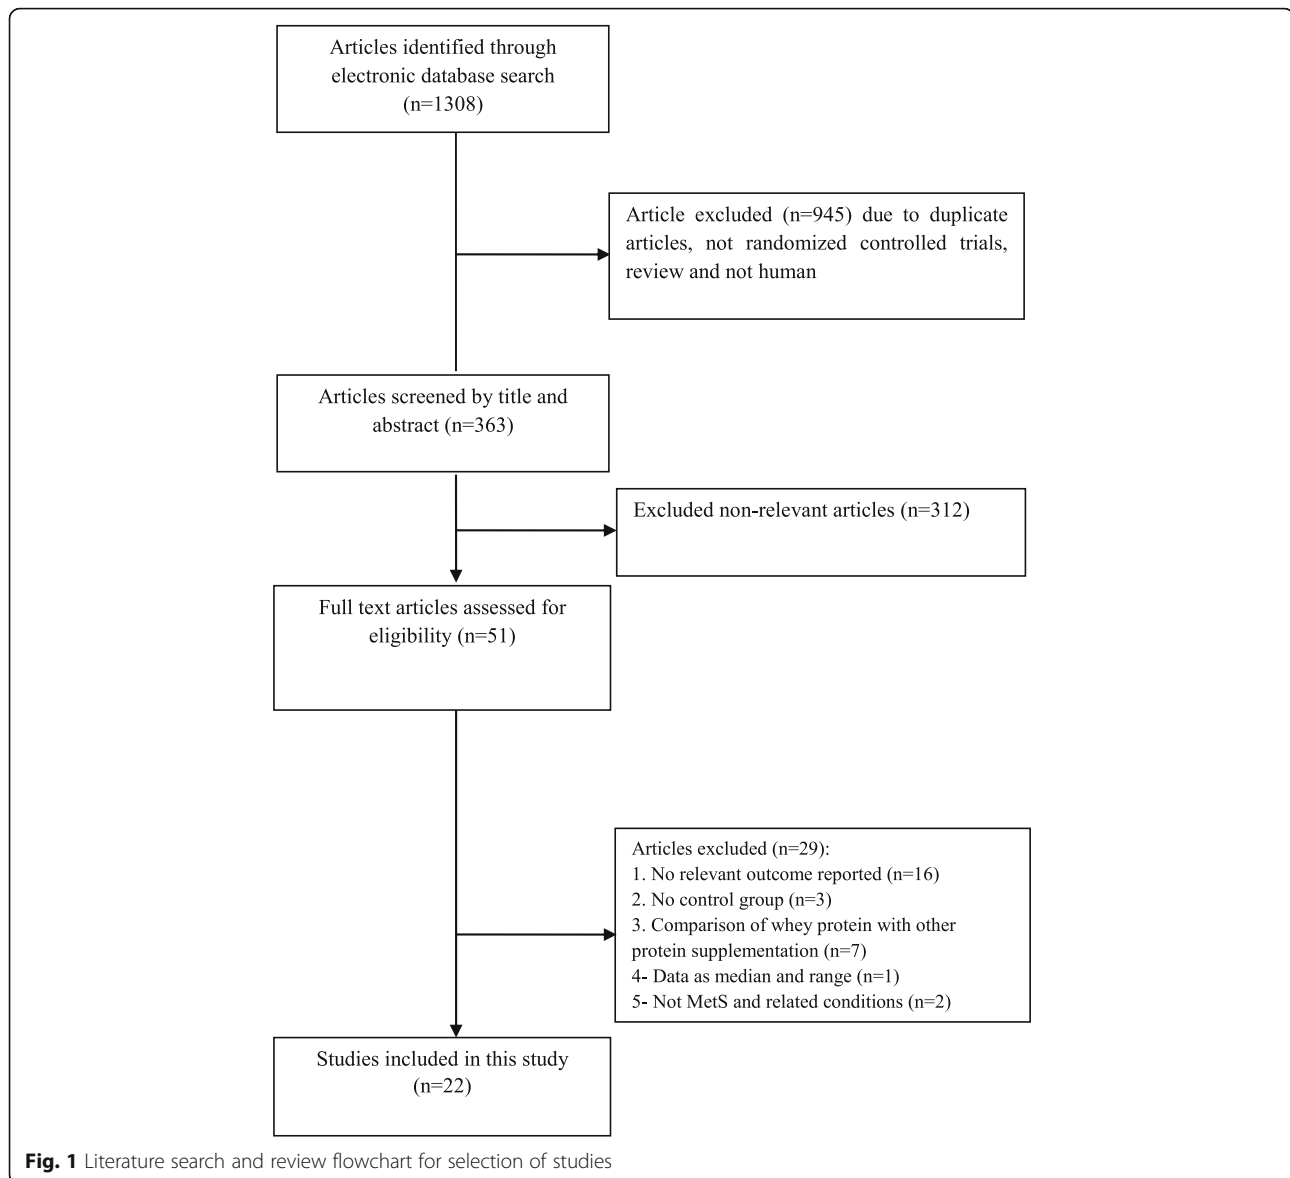 Articles identified through
electronic database search
(n=1308)
Article excluded (n=945) due to duplicate
articles, not randomized controlled trials,
review and not human
Articles screened by title and
abstract (n=363)
Excluded non-relevant articles (n=312)
Full text articles assessed for
eligibility (n=51)
Articles excluded (n=29):
1. No relevant outcome reported (n=16)
2. No control group (n=3)
3. Comparison of whey protein with other
protein supplementation (n=7)
4- Data as median and range (n=1)
5- Not MetS and related conditions (n=2)
Studies included in this study
(n=22)
Fig. 1 Literature search and review flowchart for selection of studies